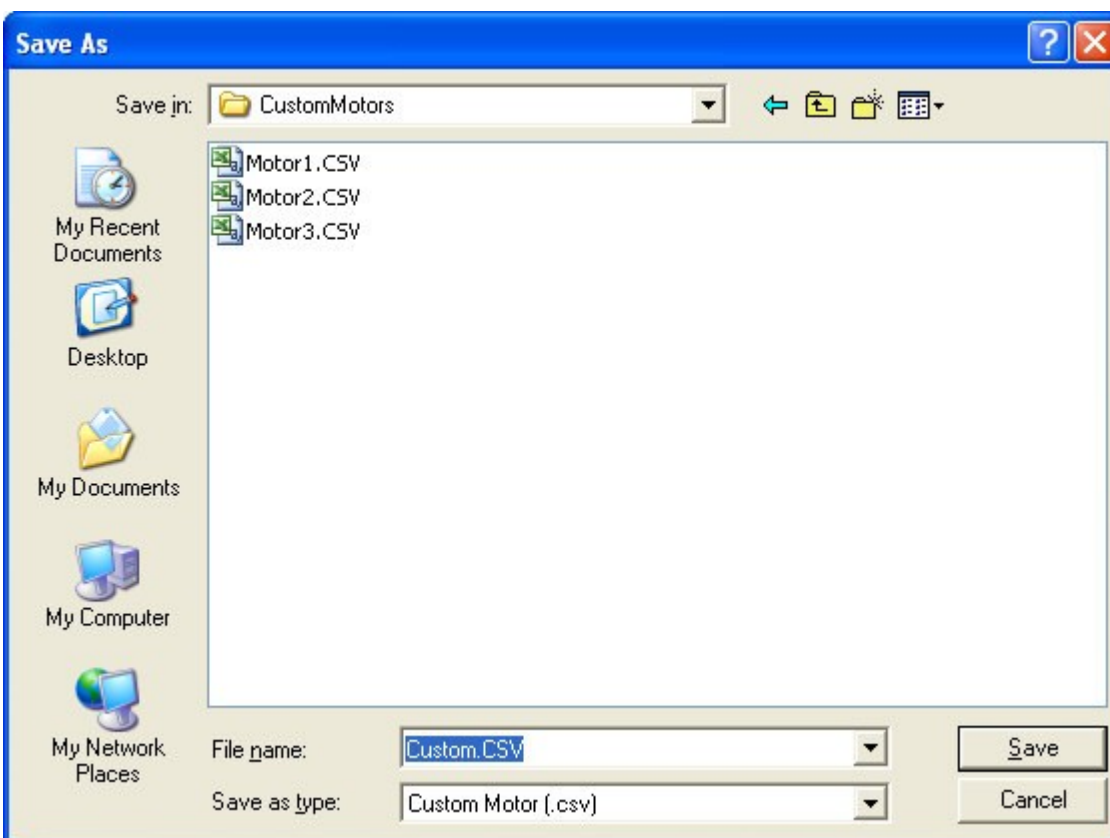 Save As
Save in: CustomMotors
Motor1.CSV
Motor2.CSV
Motor3.CSV
My Recent
Documents
Desktop
My Documents
My Computer
My Network
Places
File name: Custom.CSV Save
Save as type: Custom Motor (.csv) Cancel